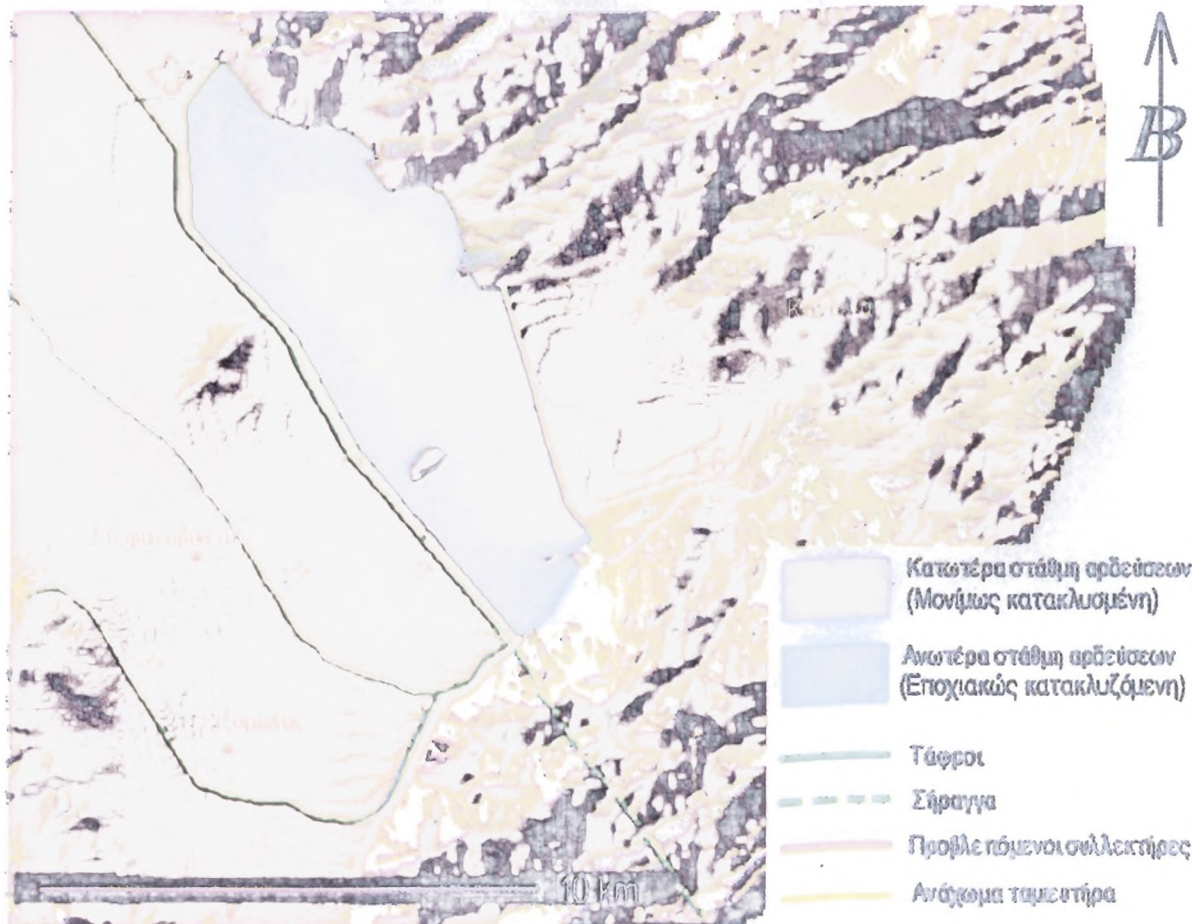 B
Κατωτέρα στάθμη αρδεύσεων
(Μονίμως κατακλυσμένη)
Ανωτέρα στάθμη αρδεύσεων
(Εποχιακώς κατακλυζόμενη)
Τάφροι
Σήραγγα
Προβλεπόμενοι συλλεκτήρες
Ανάχωμα ταμιευτήρα
10 km